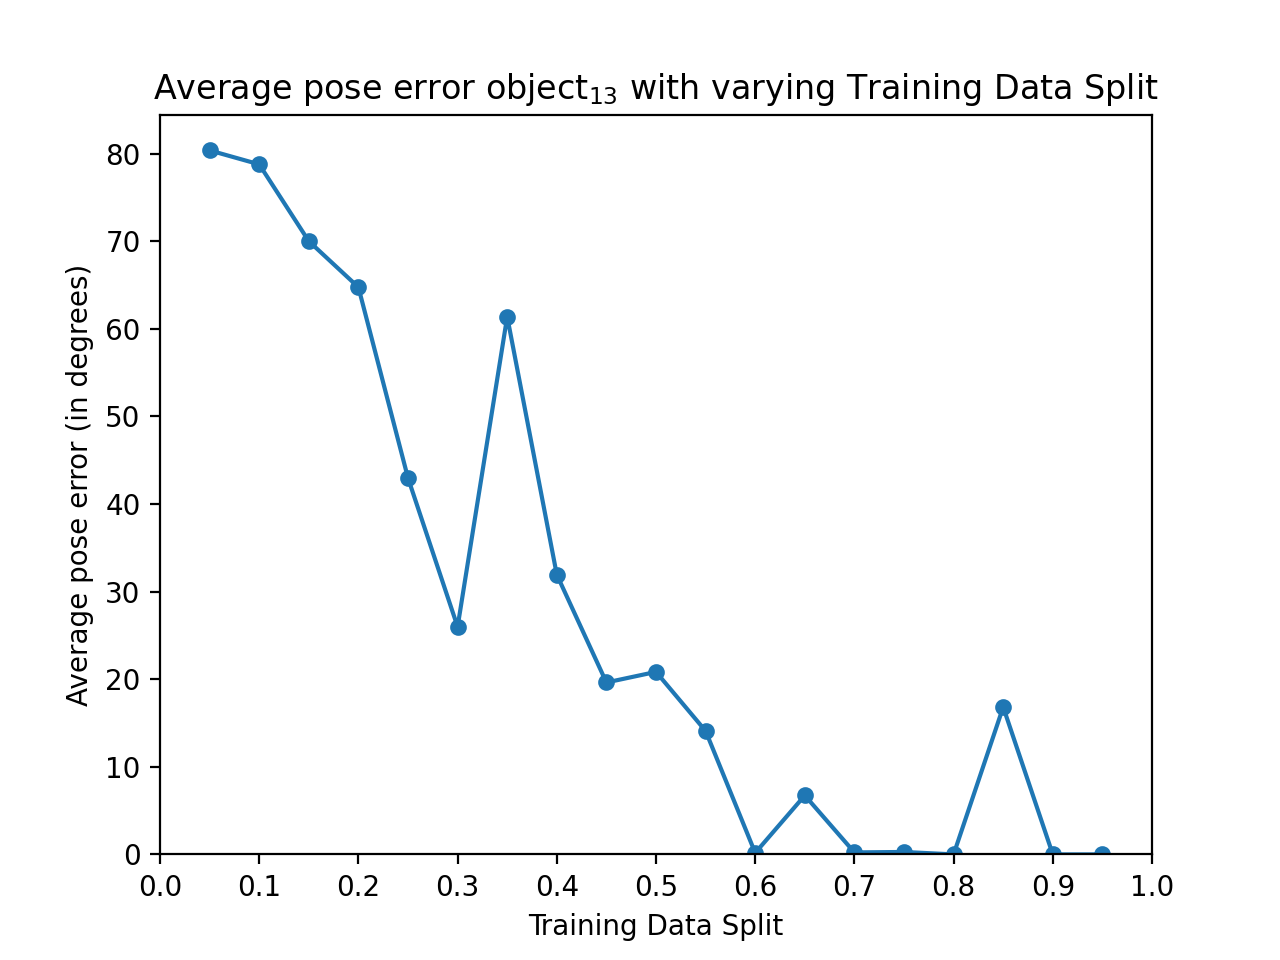 Average pose error object₁₃ with varying Training Data Split
Average pose error (in degrees)
80
70
60
50
40
30
20
10
0
0.0 0.1 0.2 0.3 0.4 0.5 0.6 0.7 0.8 0.9 1.0
Training Data Split